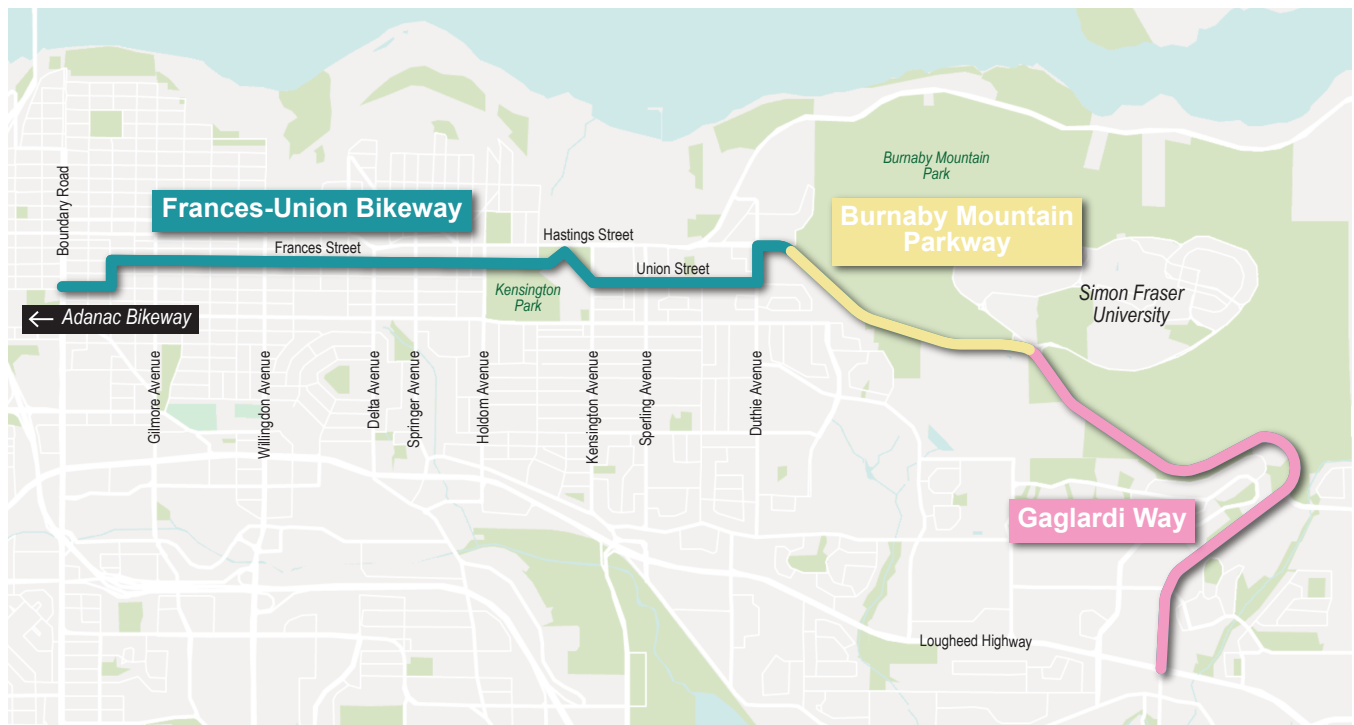 Burnaby Mountain
Park
Boundary Road
Frances-Union Bikeway
Burnaby Mountain
Parkway
Hastings Street
Frances Street
Union Street
Kensington
Park
Simon Fraser
University
← Adanac Bikeway
Gilmore Avenue
Willingdon Avenue
Delta Avenue
Springer Avenue
Holdom Avenue
Kensington Avenue
Sperling Avenue
Duthie Avenue
Gaglardi Way
Lougheed Highway